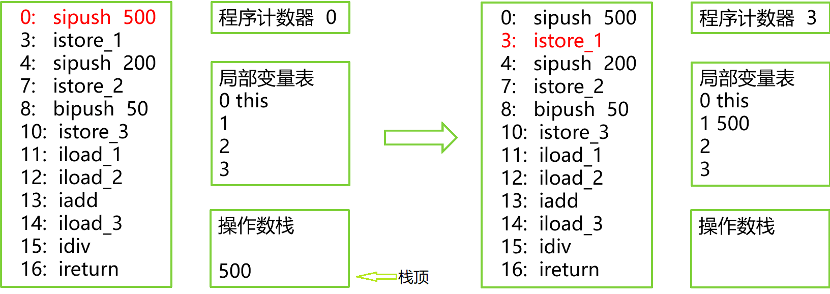 0: sipush 500
3: istore_1
4: sipush 200
7: istore_2
8: bipush 50
10: istore_3
11: iload_1
12: iload_2
13: iadd
14: iload_3
15: idiv
16: ireturn
程序计数器 0
局部变量表
0 this
1
2
3
操作数栈
500
栈顶
0: sipush 500
3: istore_1
4: sipush 200
7: istore_2
8: bipush 50
10: istore_3
11: iload_1
12: iload_2
13: iadd
14: iload_3
15: idiv
16: ireturn
程序计数器 3
局部变量表
0 this
1 500
2
3
操作数栈